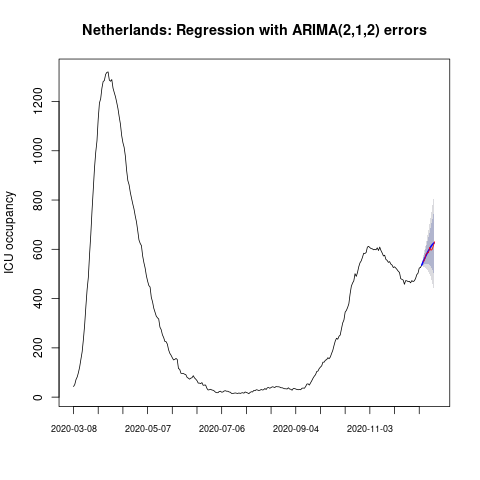 Netherlands: Regression with ARIMA(2,1,2) errors
ICU occupancy
1200
1000
800
600
400
200
0
2020-03-08 2020-05-07 2020-07-06 2020-09-04 2020-11-03